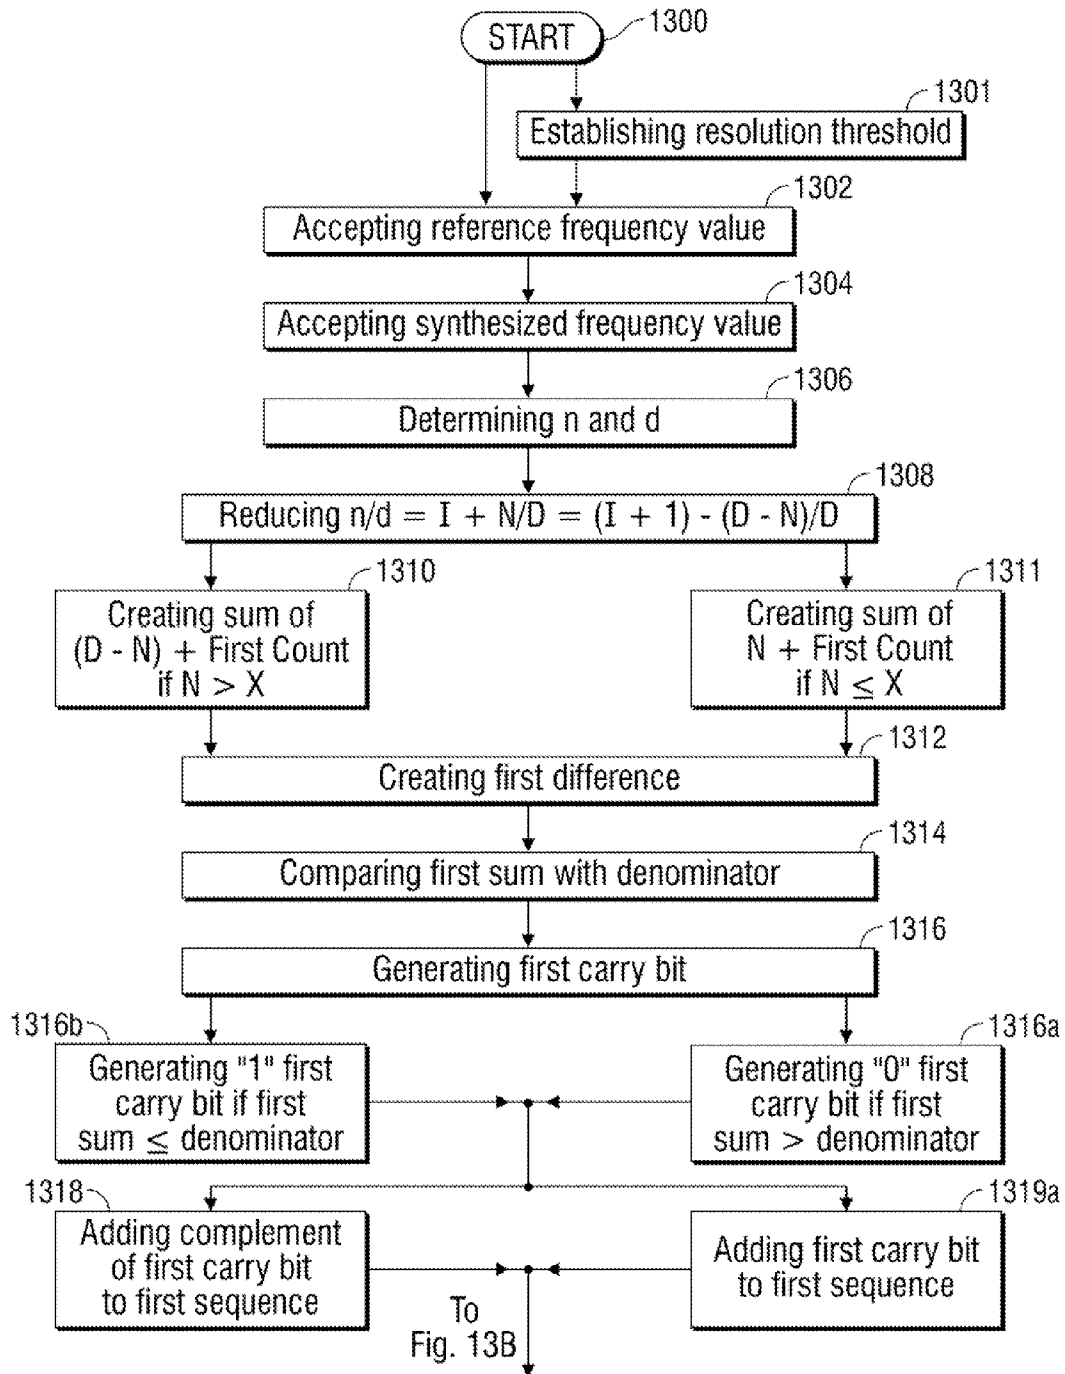 START
1300
1301
Establishing resolution threshold
1302
Accepting reference frequency value
1304
Accepting synthesized frequency value
1306
Determining n and d
1308
Reducing n/d = I + N/D = (I + 1) - (D - N)/D
1310
Creating sum of
(D - N) + First Count
if N > X
1311
Creating sum of
N + First Count
if N ≤ X
1312
Creating first difference
1314
Comparing first sum with denominator
1316
Generating first carry bit
1316b
Generating "1" first
carry bit if first
sum ≤ denominator
1316a
Generating "0" first
carry bit if first
sum > denominator
1318
Adding complement
of first carry bit
to first sequence
1319a
Adding first carry bit
to first sequence
To
Fig. 13B